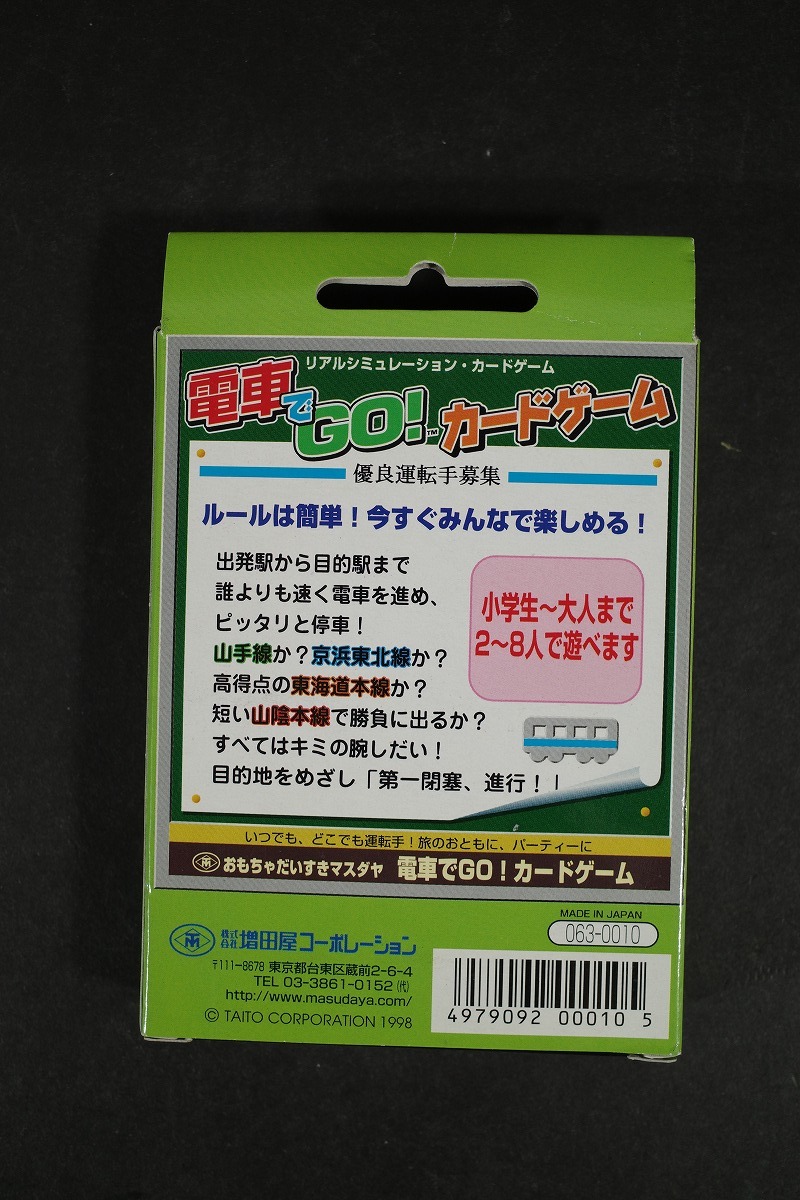 リアルシミュレーション・カードゲーム
電車でGO!™カードゲーム
優良運転手募集
ルールは簡単！今すぐみんなで楽しめる！
出発駅から目的駅まで
誰よりも速く電車を進め、
ピッタリと停車！
山手線か？京浜東北線か？
高得点の東海道本線か？
短い山陰本線で勝負に出るか？
すべてはキミの腕しだい！
目的地をめざし「第一閉塞、進行！」
小学生～大人まで
2～8人で遊べます
いつでも、どこでも運転手！旅のおともに、パーティーに
おもちゃだいすきマスダヤ 電車でGO！カードゲーム
MADE IN JAPAN
063-0010
株式会社 増田屋コーポレーション
〒111-8678 東京都台東区蔵前2-6-4
TEL 03-3861-0152 (代)
http://www.masudaya.com/
© TAITO CORPORATION 1998
4979092 00010 5